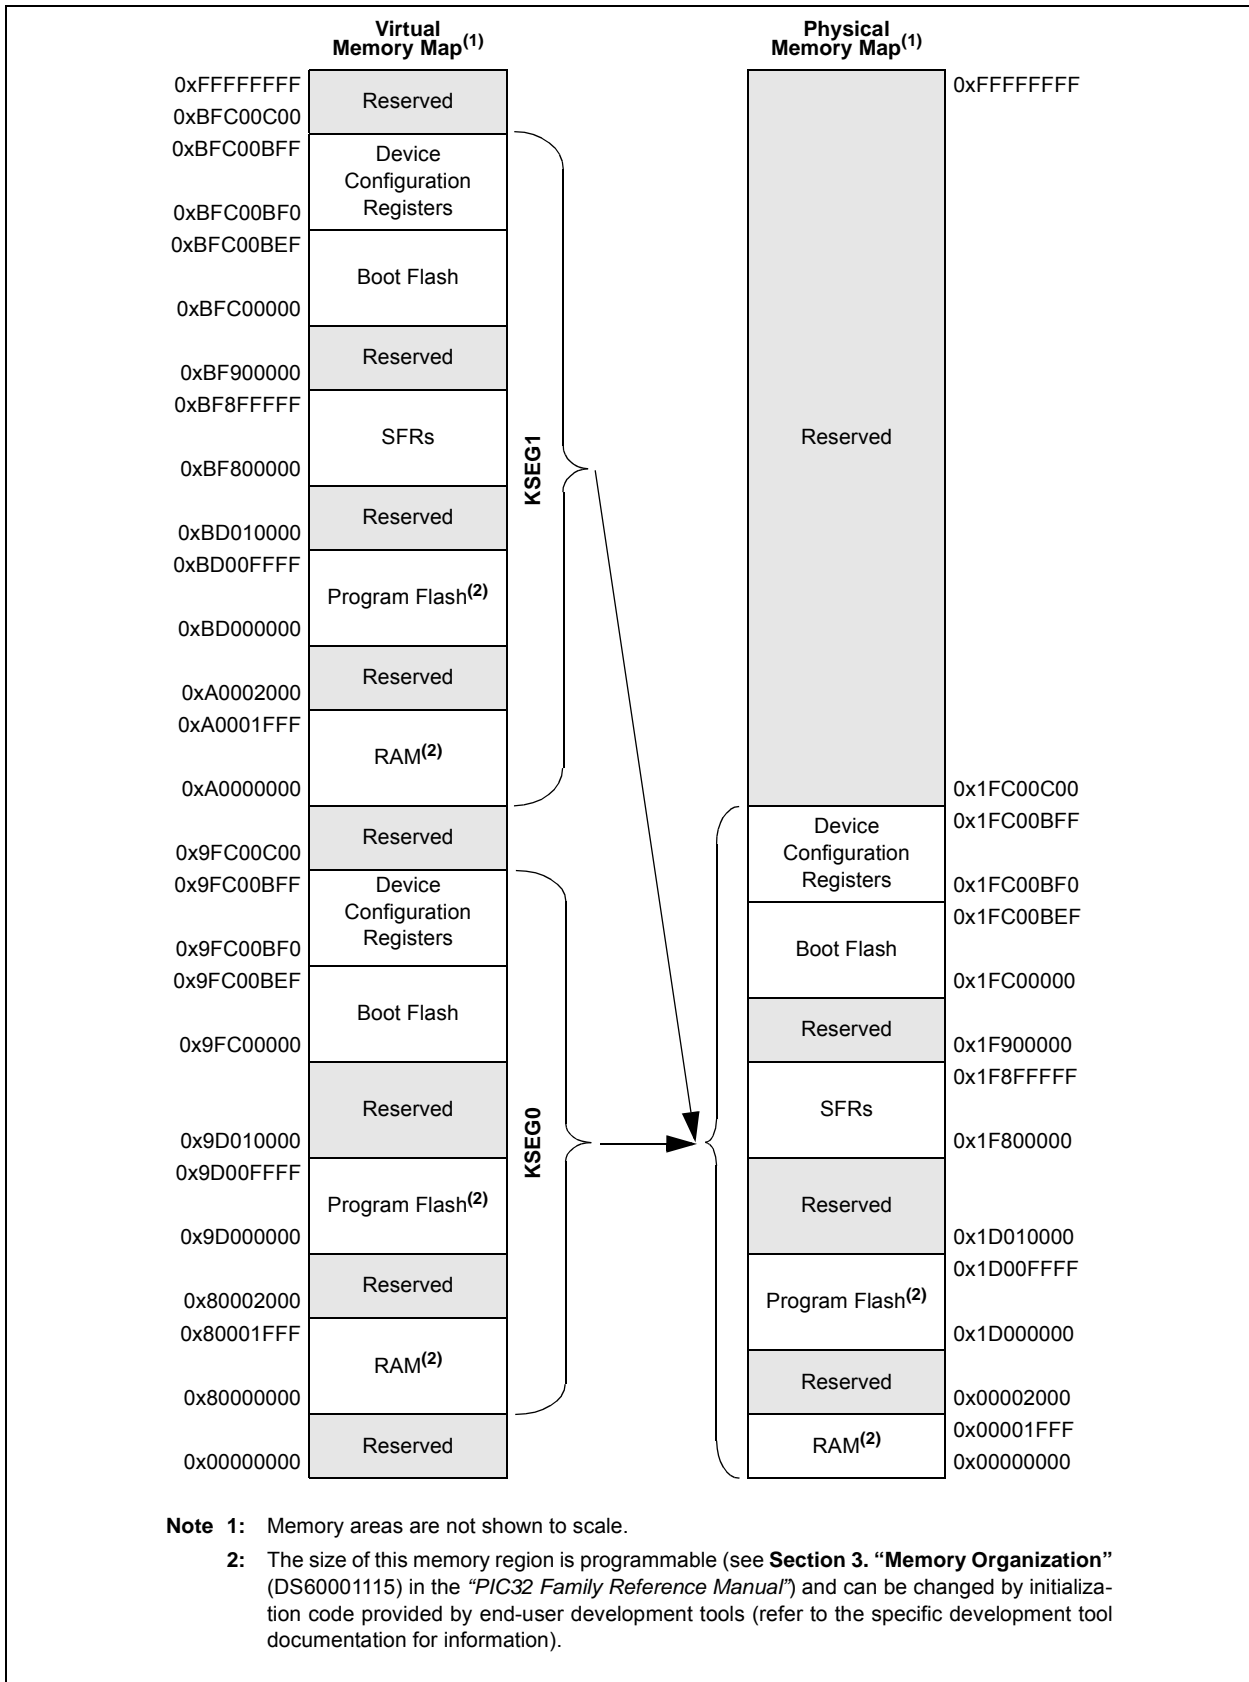 Virtual
Memory Map(1)
Physical
Memory Map(1)
0xFFFFFFFF
Reserved
0xBFC00C00
0xBFC00BFF
Device
Configuration
Registers
0xBFC00BF0
0xBFC00BEF
Boot Flash
0xBFC00000
Reserved
0xBF900000
0xBF8FFFFF
SFRs
0xBF800000
Reserved
0xBD010000
0xBD00FFFF
Program Flash(2)
0xBD000000
Reserved
0xA0002000
0xA0001FFF
RAM(2)
0xA0000000
KSEG1
Reserved
0x9FC00C00
0x9FC00BFF
Device
Configuration
Registers
0x9FC00BF0
0x9FC00BEF
Boot Flash
0x9FC00000
Reserved
0x9D010000
0x9D00FFFF
Program Flash(2)
0x9D000000
Reserved
0x80002000
0x80001FFF
RAM(2)
0x80000000
KSEG0
Reserved
0x00000000
0xFFFFFFFF
Reserved
0x1FC00C00
0x1FC00BFF
Device
Configuration
Registers
0x1FC00BF0
0x1FC00BEF
Boot Flash
0x1FC00000
Reserved
0x1F900000
0x1F8FFFFF
SFRs
0x1F800000
Reserved
0x1D010000
0x1D00FFFF
Program Flash(2)
0x1D000000
Reserved
0x00002000
0x00001FFF
RAM(2)
0x00000000
Note 1: Memory areas are not shown to scale.
2: The size of this memory region is programmable (see Section 3. “Memory Organization”
(DS60001115) in the “PIC32 Family Reference Manual”) and can be changed by initializa-
tion code provided by end-user development tools (refer to the specific development tool
documentation for information).